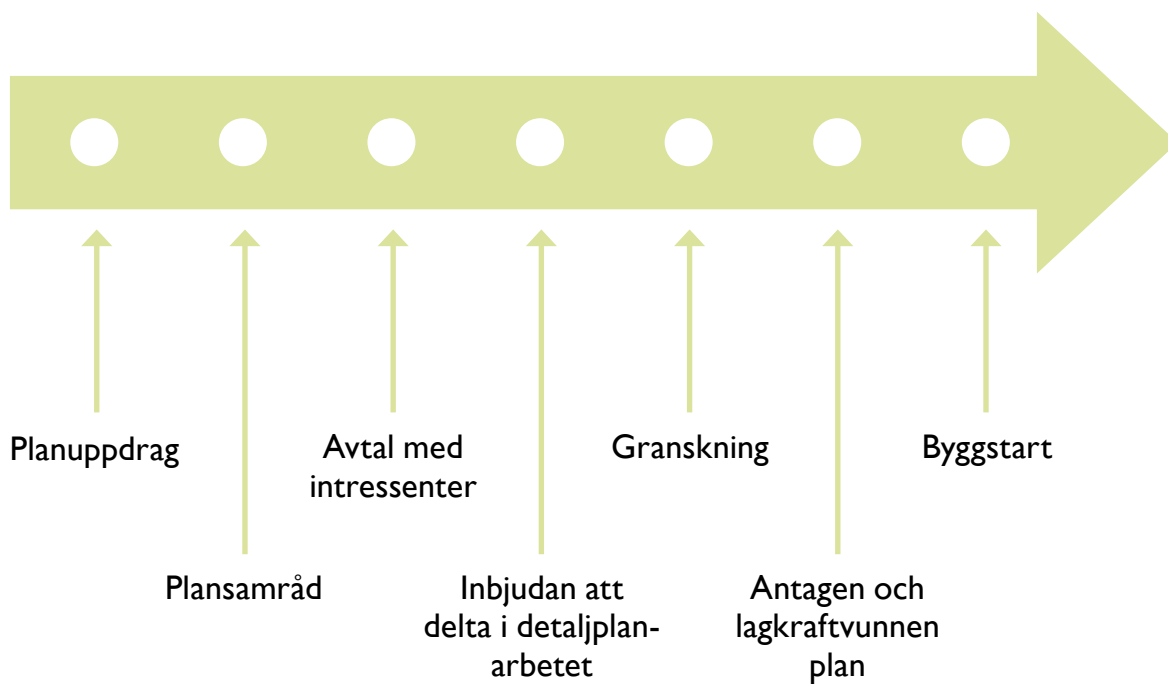 Planuppdrag
Plansamråd
Avtal med
intressenter
Inbjudan att
delta i detaljplan-
arbetet
Granskning
Antagen och
lagkraftvunnen
plan
Byggstart